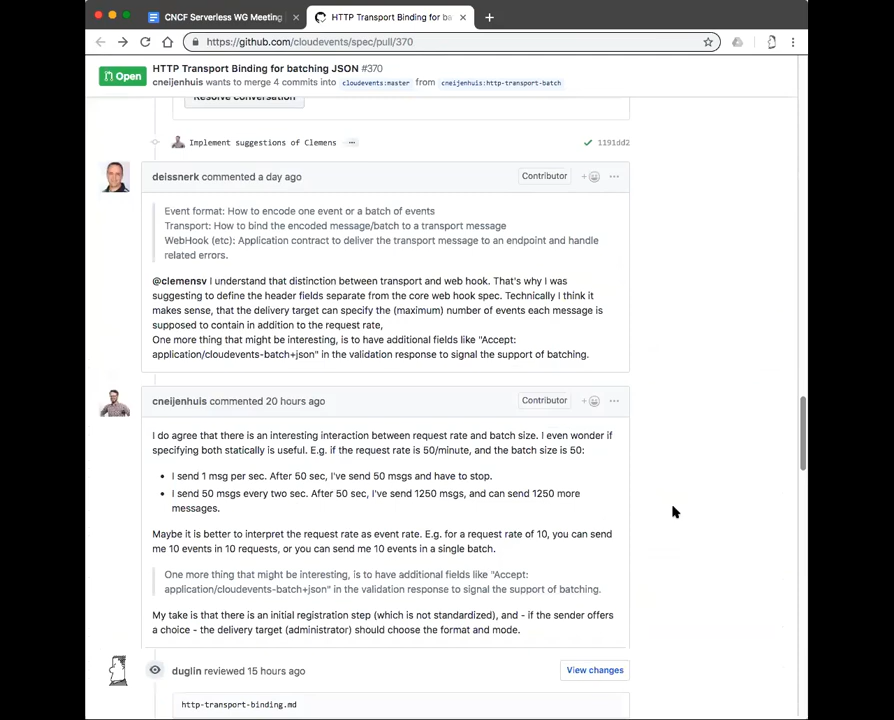 CNCF Serverless WG Meeting
HTTP Transport Binding for ba
https://github.com/cloudevents/spec/pull/370
Open
HTTP Transport Binding for batching JSON #370
cneijenhuis wants to merge 4 commits into cloudevents:master from cneijenhuis:http-transport-batch
Resolve conversation
Implement suggestions of Clemens
1191dd2
deissnerk commented a day ago
Contributor
Event format: How to encode one event or a batch of events
Transport: How to bind the encoded message/batch to a transport message
WebHook (etc): Application contract to deliver the transport message to an endpoint and handle
related errors.
@clemensv I understand that distinction between transport and web hook. That's why I was
suggesting to define the header fields separate from the core web hook spec. Technically I think it
makes sense, that the delivery target can specify the (maximum) number of events each message is
supposed to contain in addition to the request rate,
One more thing that might be interesting, is to have additional fields like "Accept:
application/cloudevents-batch+json" in the validation response to signal the support of batching.
cneijenhuis commented 20 hours ago
Contributor
I do agree that there is an interesting interaction between request rate and batch size. I even wonder if
specifying both statically is useful. E.g. if the request rate is 50/minute, and the batch size is 50:
• I send 1 msg per sec. After 50 sec, I've send 50 msgs and have to stop.
• I send 50 msgs every two sec. After 50 sec, I've send 1250 msgs, and can send 1250 more
messages.
Maybe it is better to interpret the request rate as event rate. E.g. for a request rate of 10, you can send
me 10 events in 10 requests, or you can send me 10 events in a single batch.
One more thing that might be interesting, is to have additional fields like "Accept:
application/cloudevents-batch+json" in the validation response to signal the support of batching.
My take is that there is an initial registration step (which is not standardized), and - if the sender offers
a choice - the delivery target (administrator) should choose the format and mode.
duglin reviewed 15 hours ago
View changes
http-transport-binding.md